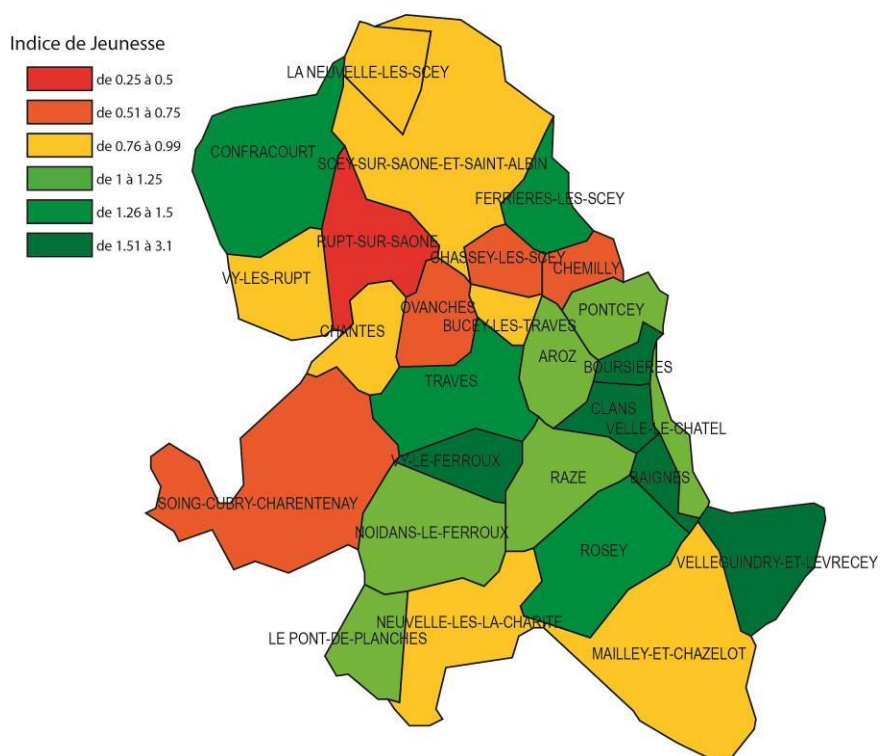 Indice de Jeunesse
de 0.25 à 0.5
de 0.51 à 0.75
de 0.76 à 0.99
de 1 à 1.25
de 1.26 à 1.5
de 1.51 à 3.1
LA NEUVELLE-LES-SCEY
CONFRACOURT
SCEY-SUR-SAONE-ET-SAINT-ALBIN
FERRIERES-LES-SCEY
RUPT-SUR-SAONE
CHASSEY-LES-SCEY
CHEMILLY
VY-LES-RUPT
OVANCHES
PONTCEY
CHANTES
BUCEY-LES-TRAVES
AROZ
BOURSIERES
TRAVES
CLANS
VELLE-LE-CHATEL
VY-LE-FERROUX
RAZE
BAIGNES
SOING-CUBRY-CHARENTENAY
NOIDANS-LE-FERROUX
ROSEY
VELLEGUINDRY-ET-LEVRECEY
NEUVELLE-LES-LA-CHARITE
LE PONT-DE-PLANCHES
MAILLEY-ET-CHAZELOT